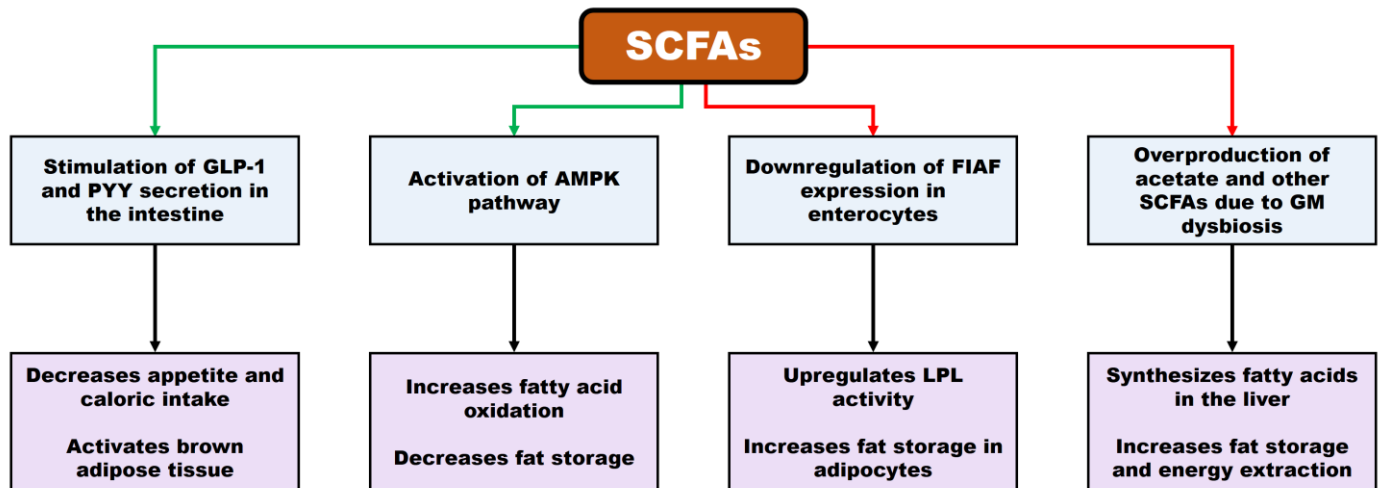 SCFAs
Stimulation of GLP-1
and PYY secretion in
the intestine
Activation of AMPK
pathway
Downregulation of FIAF
expression in
enterocytes
Overproduction of
acetate and other
SCFAs due to GM
dysbiosis
Decreases appetite and
caloric intake
Activates brown
adipose tissue
Increases fatty acid
oxidation
Decreases fat storage
Upregulates LPL
activity
Increases fat storage in
adipocytes
Synthesizes fatty acids
in the liver
Increases fat storage
and energy extraction